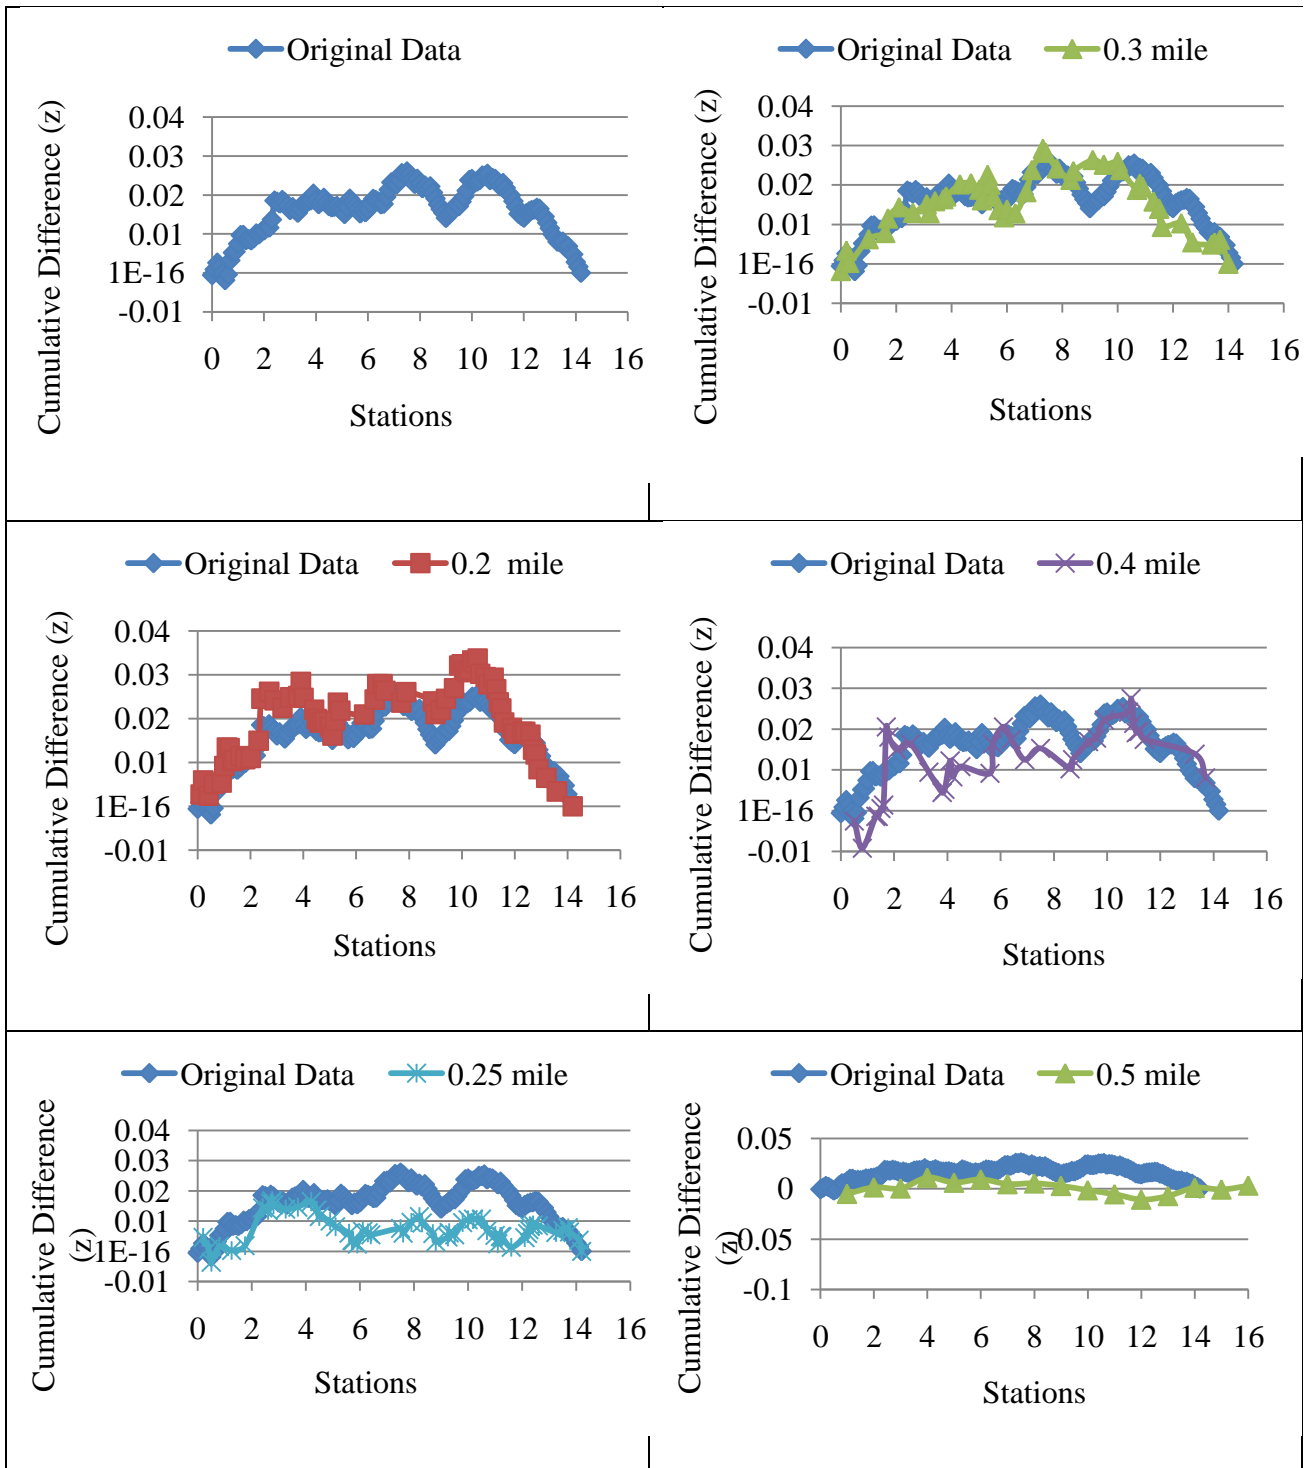 Original Data
Cumulative Difference (z)
0.04
0.03
0.02
0.01
1E-16
-0.01
0 2 4 6 8 10 12 14 16
Stations
Original Data 0.3 mile
Cumulative Difference (z)
0.04
0.03
0.02
0.01
1E-16
-0.01
0 2 4 6 8 10 12 14 16
Stations
Original Data 0.2 mile
Cumulative Difference (z)
0.04
0.03
0.02
0.01
1E-16
-0.01
0 2 4 6 8 10 12 14 16
Stations
Original Data 0.4 mile
Cumulative Difference (z)
0.04
0.03
0.02
0.01
1E-16
-0.01
0 2 4 6 8 10 12 14 16
Stations
Original Data 0.25 mile
Cumulative Difference
(z)
0.04
0.03
0.02
0.01
1E-16
-0.01
0 2 4 6 8 10 12 14 16
Stations
Original Data 0.5 mile
Cumulative Difference
(z)
0.05
0
-0.05
-0.1
0 2 4 6 8 10 12 14 16
Stations